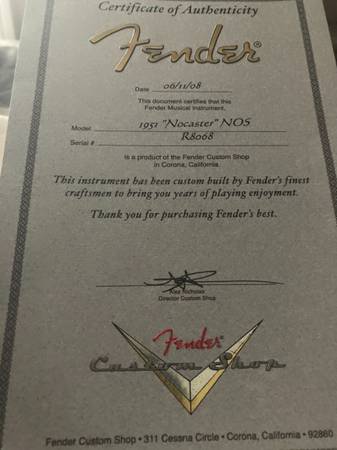 Certificate of Authenticity
Fender®
Date 06/11/08
This document certifies that this
Fender Musical Instrument,
Model 1951 "Nocaster" NOS
Serial # R8068
is a product of the Fender Custom Shop
in Corona, California.
This instrument has been custom built by Fender's finest
craftsmen to bring you years of playing enjoyment.
Thank you for purchasing Fender's best.
Alex Nicholas
Director Custom Shop
Fender
Custom Shop
Fender Custom Shop • 311 Cessna Circle • Corona, California • 92880